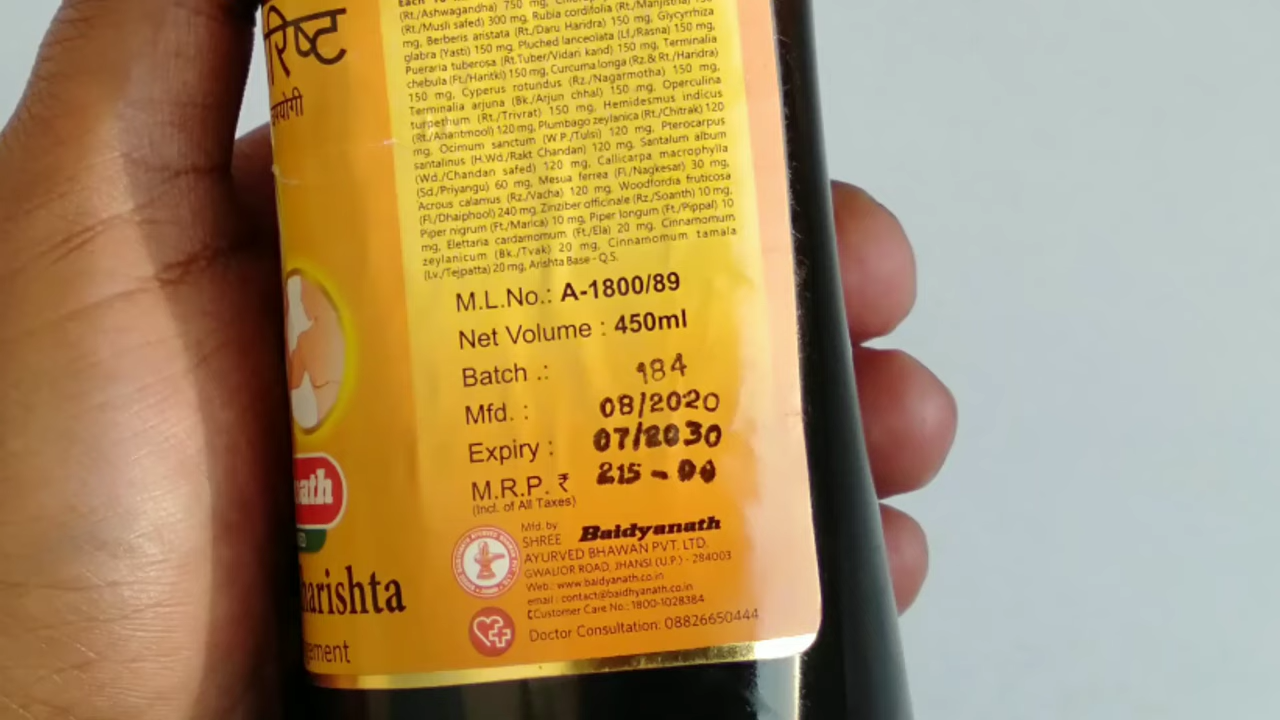 रिष्ट
पयोगी
(Rt./Ashwagandha) 750 mg,
(Rt./Musli safed) 300 mg, Rubia cordifolia (Rt./Manjistha) 150
mg, Berberis aristata (Rt./Daru Haridra) 150 mg, Glycyrrhiza
glabra (Yasti) 150 mg, Pluched lanceolata (Lf./Rasna) 150 mg,
Pueraria tuberosa (Rt.Tuber/Vidari kand) 150 mg, Terminalia
chebula (Ft./Haritki) 150 mg, Curcuma longa (Rz.& Rt./Haridra)
150 mg, Cyperus rotundus (Rz./Nagarmotha) 150 mg,
Terminalia arjuna (Bk./Arjun chhal) 150 mg, Operculina
turpethum (Rt./Trivrat) 150 mg, Hemidesmus indicus
(Rt./Anantmool) 120 mg, Plumbago zeylanica (Rt./Chitrak) 120
mg, Ocimum sanctum (W.P./Tulsi) 120 mg, Pterocarpus
santalinus (H.Wd./Rakt Chandan) 120 mg, Santalum album
(Wd./Chandan safed) 120 mg, Callicarpa macrophylla
(Sd./Priyangu) 60 mg, Mesua ferrea (Fl./Nagkesar) 30 mg,
Acrous calamus (Rz./Vacha) 120 mg, Woodfordia fruticosa
(Fl./Dhaiphool) 240 mg, Zinziber officinale (Rz./Soanth) 10 mg,
Piper nigrum (Ft./Marica) 10 mg, Piper longum (Ft./Pippal) 10
mg, Elettaria cardamomum (Ft./Ela) 20 mg, Cinnamomum
zeylanicum (Bk./Tvak) 20 mg, Cinnamomum tamala
(Lv./Tejpatta) 20 mg, Arishta Base - Q.S.
M.L.No.: A-1800/89
Net Volume : 450ml
Batch .: 184
Mfd. : 08/2020
Expiry : 07/2030
M.R.P. ₹ 215 - 00
(Incl. of All Taxes)
Mfd. by
SHREE Baidyanath
AYURVED BHAWAN PVT. LTD.
GWALIOR ROAD, JHANSI (U.P.) - 284003
Web.: www.baidyanath.co.in
email : contact@baidhyanath.co.in
Customer Care No.: 1800-1028384
Doctor Consultation: 08826650444
nath
harishta
gement